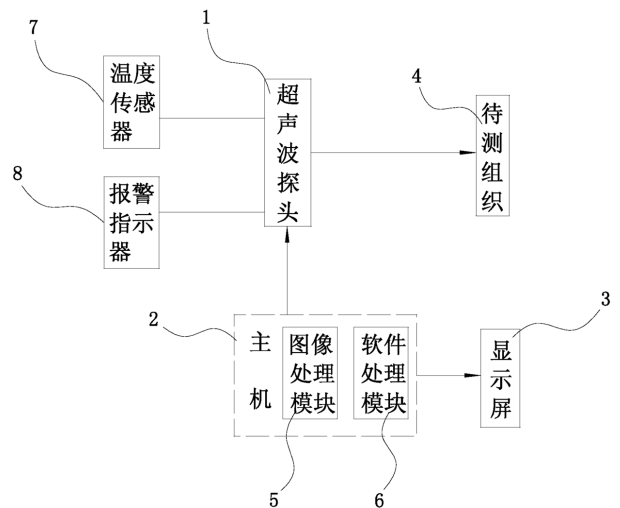 7
温度
传感
器
1
超
声
波
探
头
4
待
测
组
织
8
报警
指示
器
2
主
机
图像
处理
模块
5
软件
处理
模块
6
3
显
示
屏